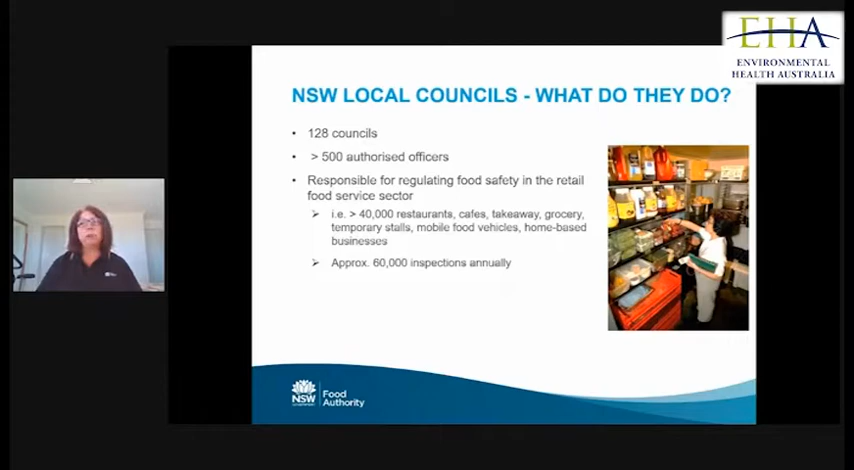 EHA
ENVIRONMENTAL
HEALTH AUSTRALIA
NSW LOCAL COUNCILS - WHAT DO THEY DO?
• 128 councils
• > 500 authorised officers
• Responsible for regulating food safety in the retail
food service sector
➢ i.e. > 40,000 restaurants, cafes, takeaway, grocery,
temporary stalls, mobile food vehicles, home-based
businesses
➢ Approx. 60,000 inspections annually
NSW
Food
Authority